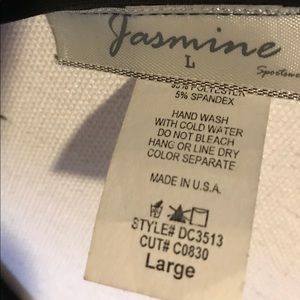 Jasmine
L
5% SPANDEX
HAND WASH
WITH COLD WATER
DO NOT BLEACH
HANG OR LINE DRY
COLOR SEPARATE
MADE IN U.S.A.
STYLE# DC3513
CUT# C0830
Large